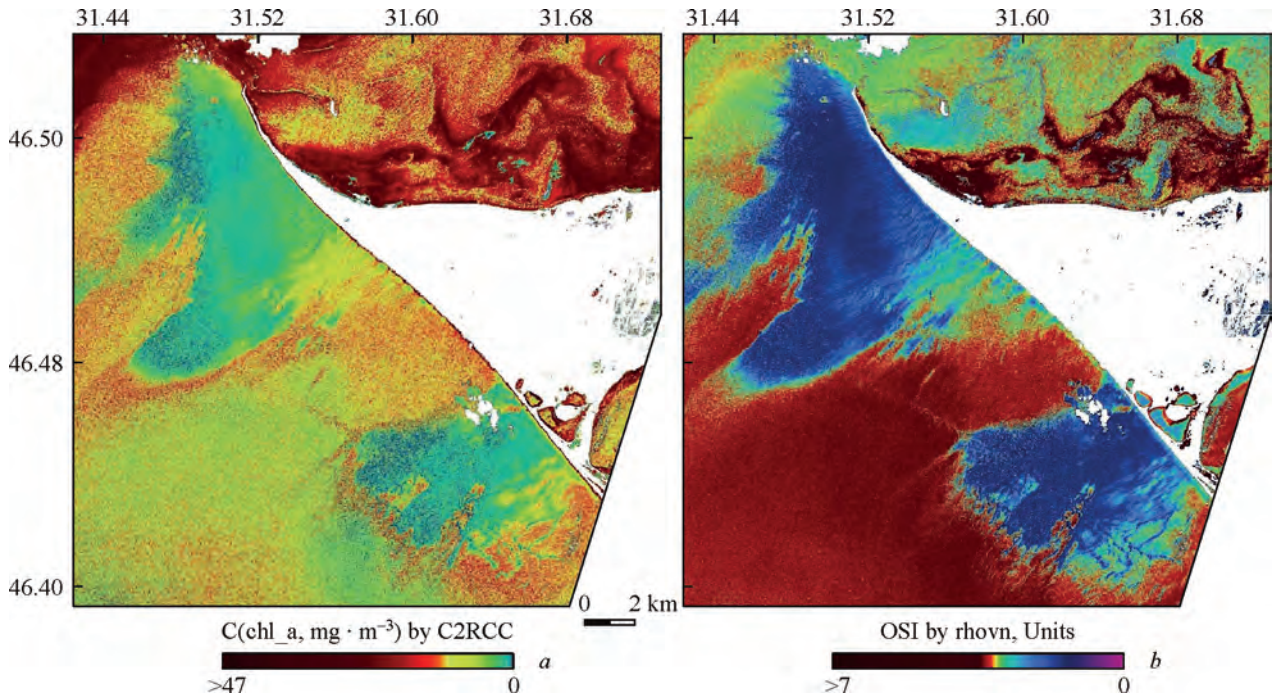 31.44 31.52 31.60 31.68 31.44 31.52 31.60 31.68
46.50
46.48
46.40
0 2 km
C(chl_a, mg · m⁻³) by C2RCC a OSI by rhovn, Units b
>47 0 >7 0